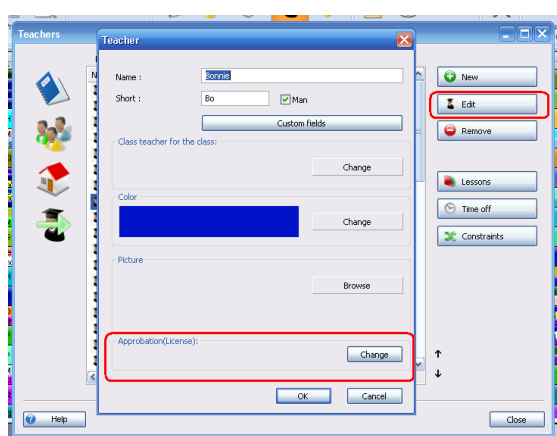 Teachers
Teacher
Name :
Bonnie
Short :
Bo
Man
Custom fields
Class teacher for the class:
Change
Color
Change
Picture
Browse
Approbation(License):
Change
OK
Cancel
New
Edit
Remove
Lessons
Time off
Constraints
Help
Close